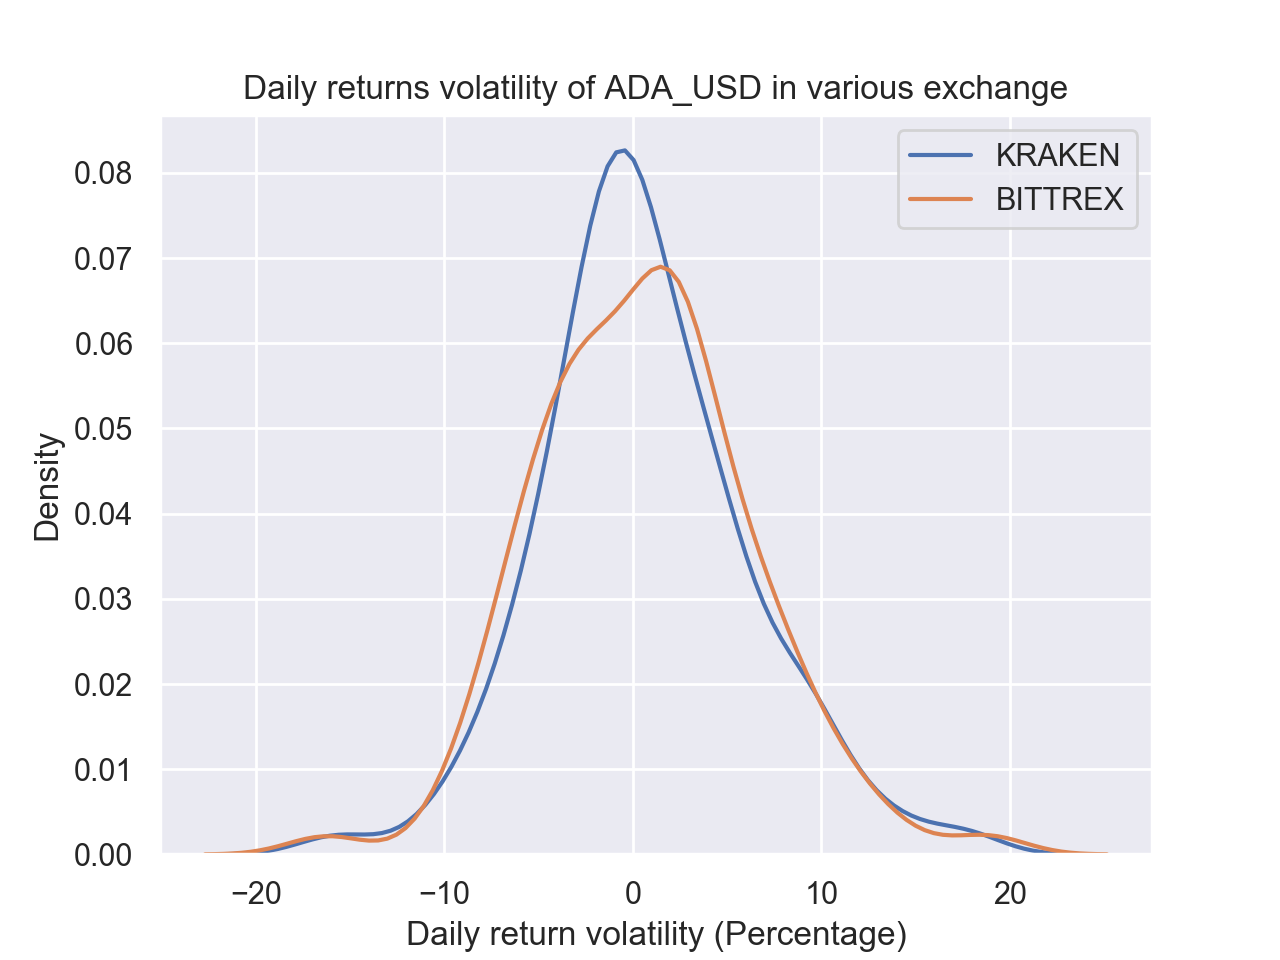 Daily returns volatility of ADA_USD in various exchange
KRAKEN
BITTREX
0.08
0.07
0.06
0.05
0.04
0.03
0.02
0.01
0.00
Density
−20 −10 0 10 20
Daily return volatility (Percentage)